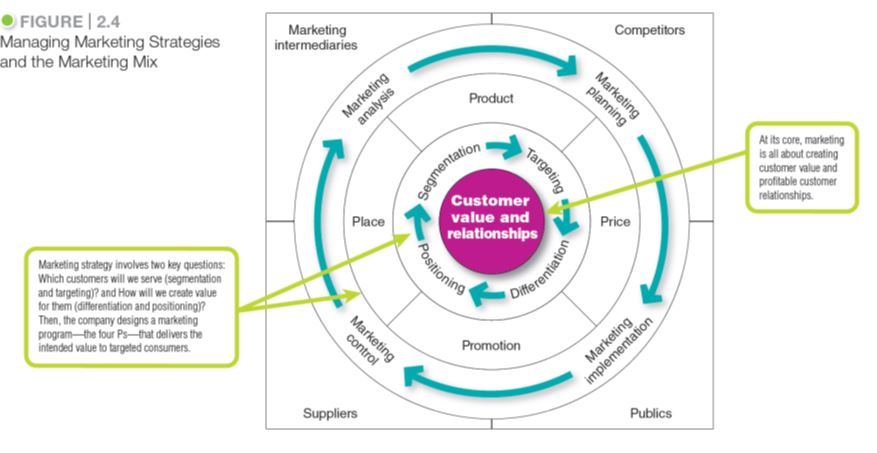 FIGURE | 2.4
Managing Marketing Strategies
and the Marketing Mix
Marketing
intermediaries
Competitors
Marketing
analysis
Marketing
planning
Product
Segmentation
Targeting
At its core, marketing
is all about creating
customer value and
profitable customer
relationships.
Customer
value and
relationships
Place
Price
Positioning
Differentiation
Marketing strategy involves two key questions:
Which customers will we serve (segmentation
and targeting)? and How will we create value
for them (differentiation and positioning)?
Then, the company designs a marketing
program—the four Ps—that delivers the
intended value to targeted consumers.
Marketing
control
Promotion
Marketing
implementation
Suppliers
Publics